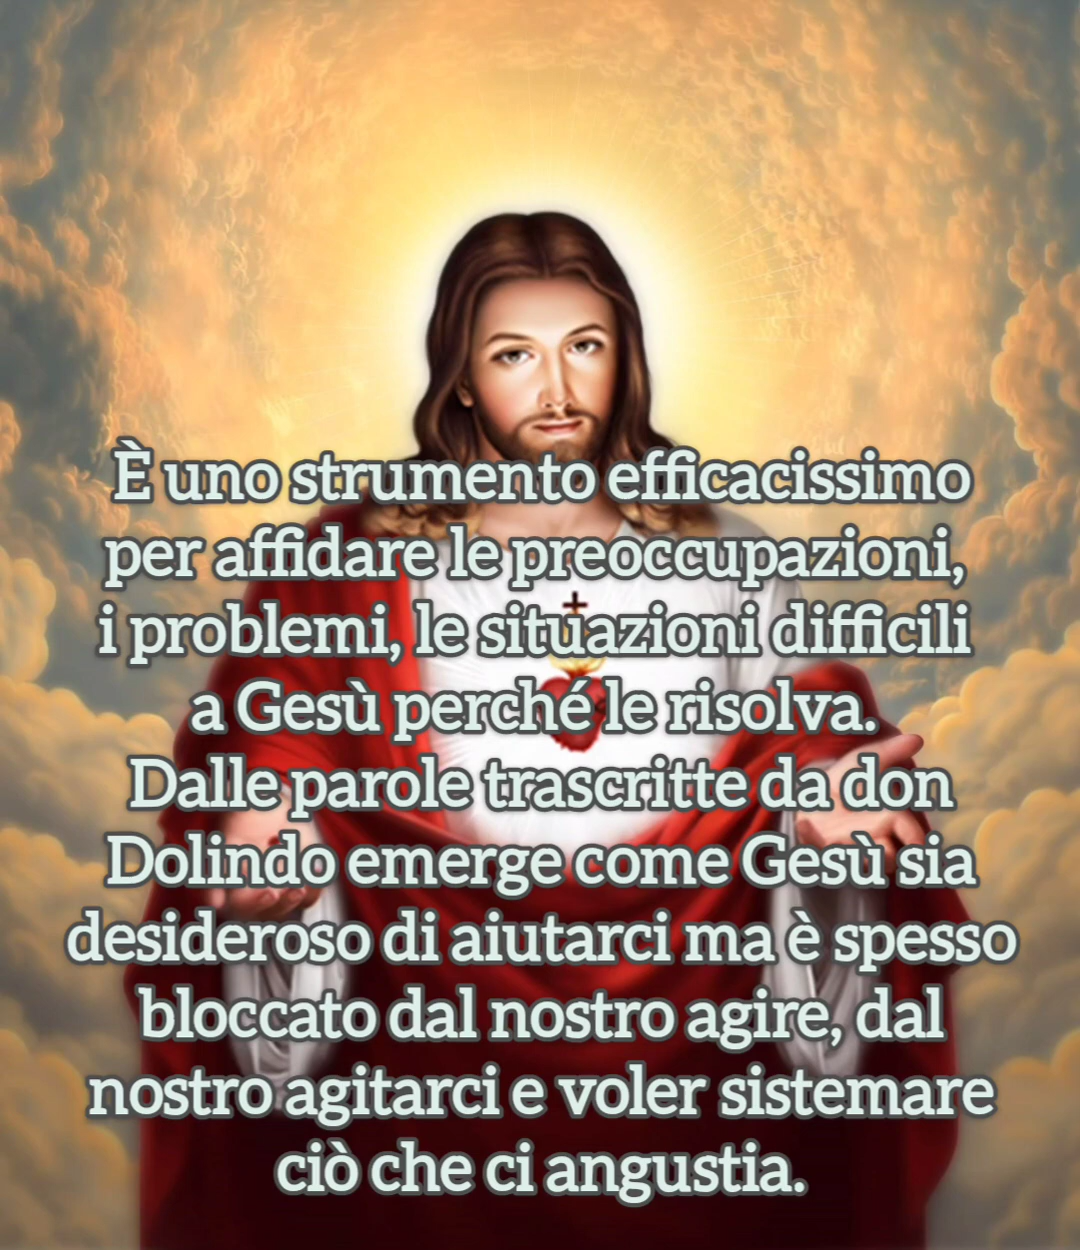 È uno strumento efficacissimo
per affidare le preoccupazioni,
i problemi, le situazioni difficili
a Gesù perché le risolva.
Dalle parole trascritte da don
Dolindo emerge come Gesù sia
desideroso di aiutarci ma è spesso
bloccato dal nostro agire, dal
nostro agitarci e voler sistemare
ciò che ci angustia.